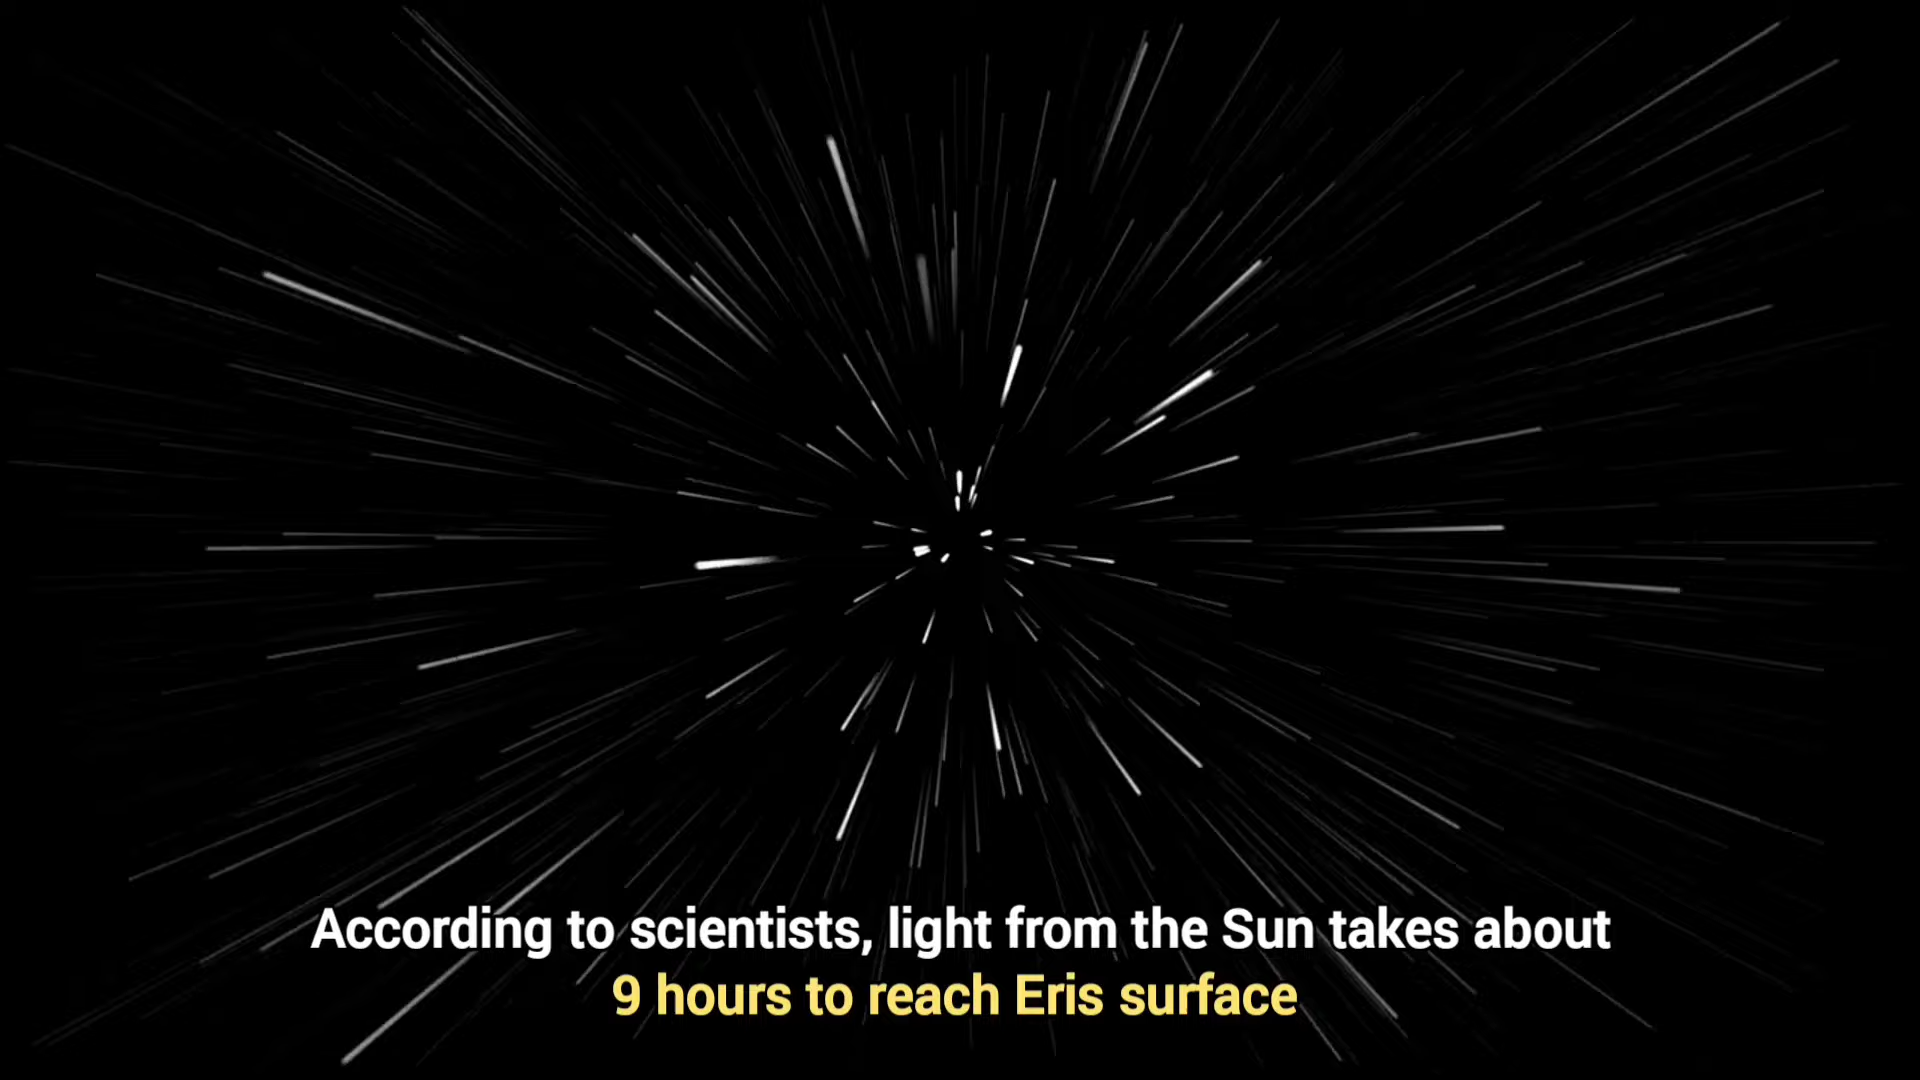 According to scientists, light from the Sun takes about
9 hours to reach Eris surface